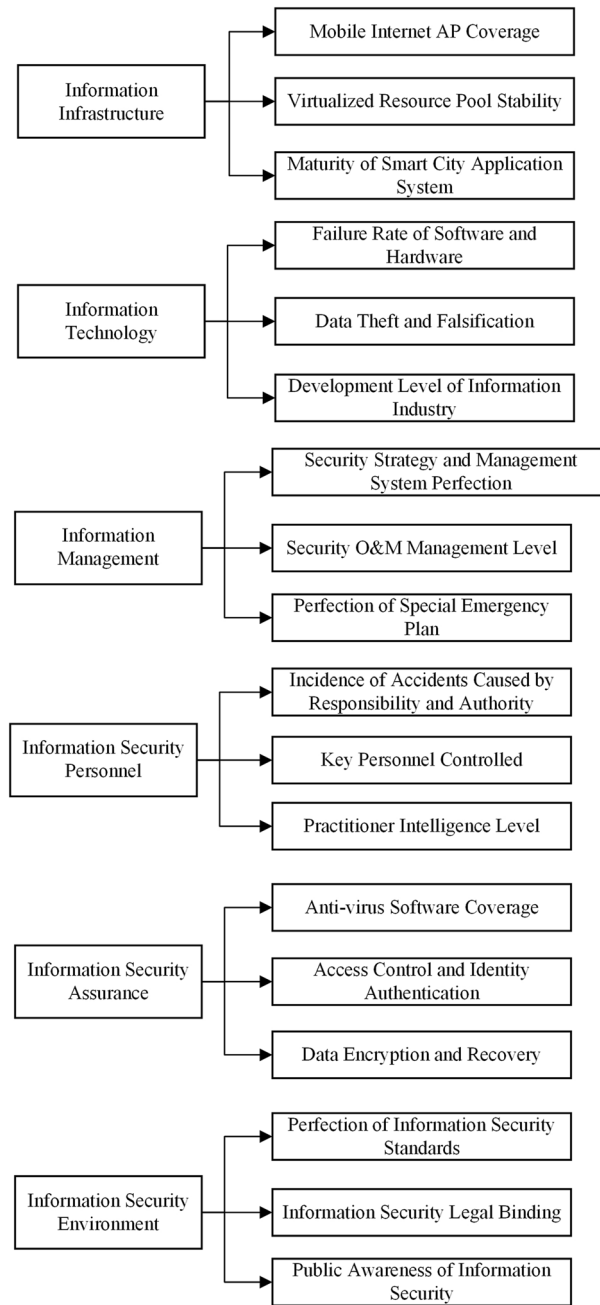 Information
Infrastructure
Mobile Internet AP Coverage
Virtualized Resource Pool Stability
Maturity of Smart City Application
System
Information
Technology
Failure Rate of Software and
Hardware
Data Theft and Falsification
Development Level of Information
Industry
Information
Management
Security Strategy and Management
System Perfection
Security O&M Management Level
Perfection of Special Emergency
Plan
Information Security
Personnel
Incidence of Accidents Caused by
Responsibility and Authority
Key Personnel Controlled
Practitioner Intelligence Level
Information Security
Assurance
Anti-virus Software Coverage
Access Control and Identity
Authentication
Data Encryption and Recovery
Information Security
Environment
Perfection of Information Security
Standards
Information Security Legal Binding
Public Awareness of Information
Security